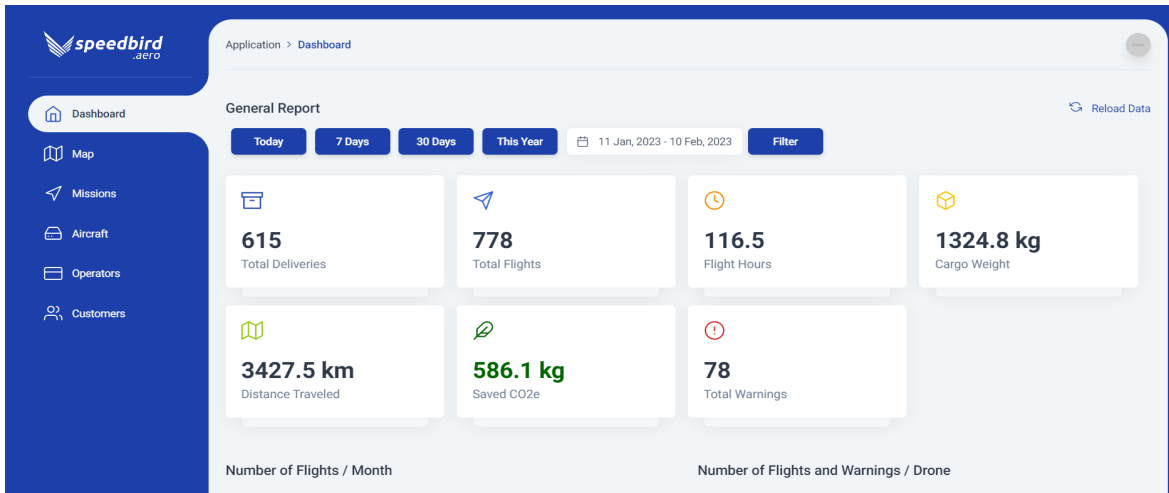 speedbird
.aero
Dashboard
Map
Missions
Aircraft
Operators
Customers
Application > Dashboard
General Report
Reload Data
Today 7 Days 30 Days This Year 11 Jan, 2023 - 10 Feb, 2023 Filter
615
Total Deliveries
778
Total Flights
116.5
Flight Hours
1324.8 kg
Cargo Weight
3427.5 km
Distance Traveled
586.1 kg
Saved CO2e
78
Total Warnings
Number of Flights / Month
Number of Flights and Warnings / Drone